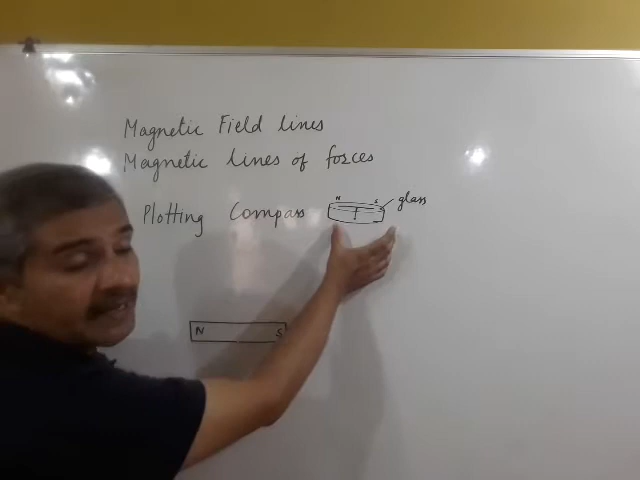 Magnetic Field lines
Magnetic lines of forces
Plotting Compass N S glass
N S